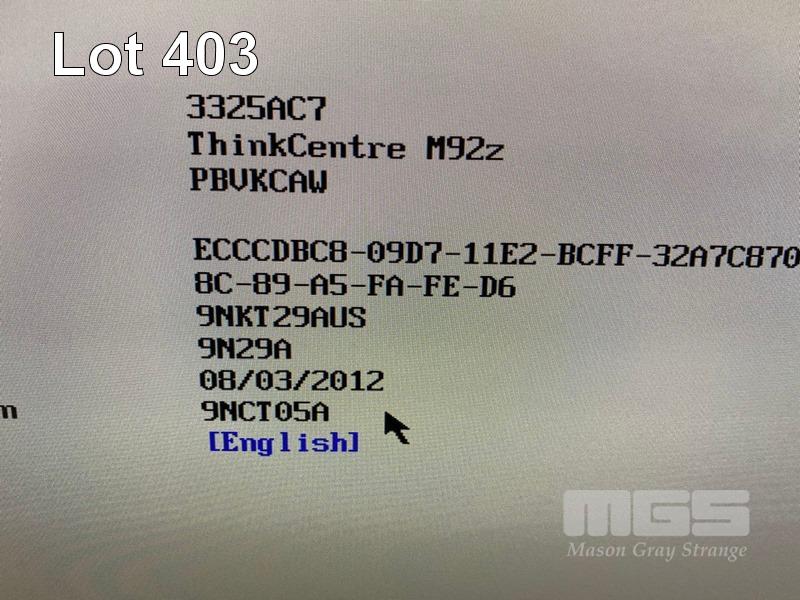 Lot 403
3325AC7
ThinkCentre M92z
PBVKCAW
ECCCDBC8-09D7-11E2-BCFF-32A7C870
8C-89-A5-FA-FE-D6
9NKT29AUS
9N29A
08/03/2012
m 9NCT05A
[English]
MGS
Mason Gray Strange